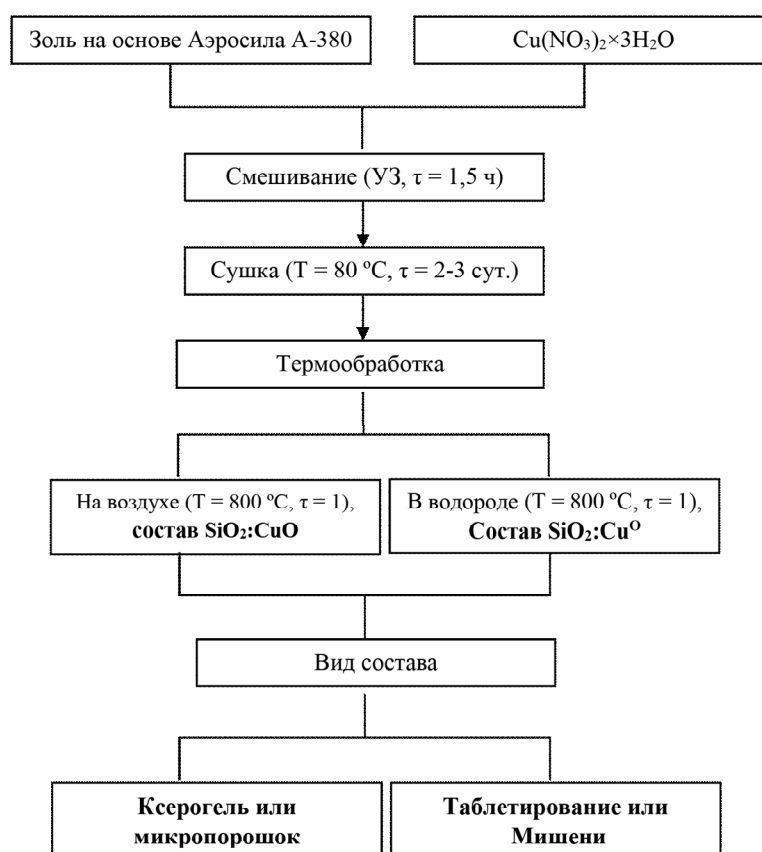 Золь на основе Аэросила А-380
Cu(NO₃)₂×3H₂O
Смешивание (УЗ, τ = 1,5 ч)
Сушка (Т = 80 ºС, τ = 2-3 сут.)
Термообработка
На воздухе (Т = 800 ºС, τ = 1),
состав SiO₂:CuO
В водороде (Т = 800 ºС, τ = 1),
Состав SiO₂:Cuᴼ
Вид состава
Ксерогель или
микропорошок
Таблетирование или
Мишени